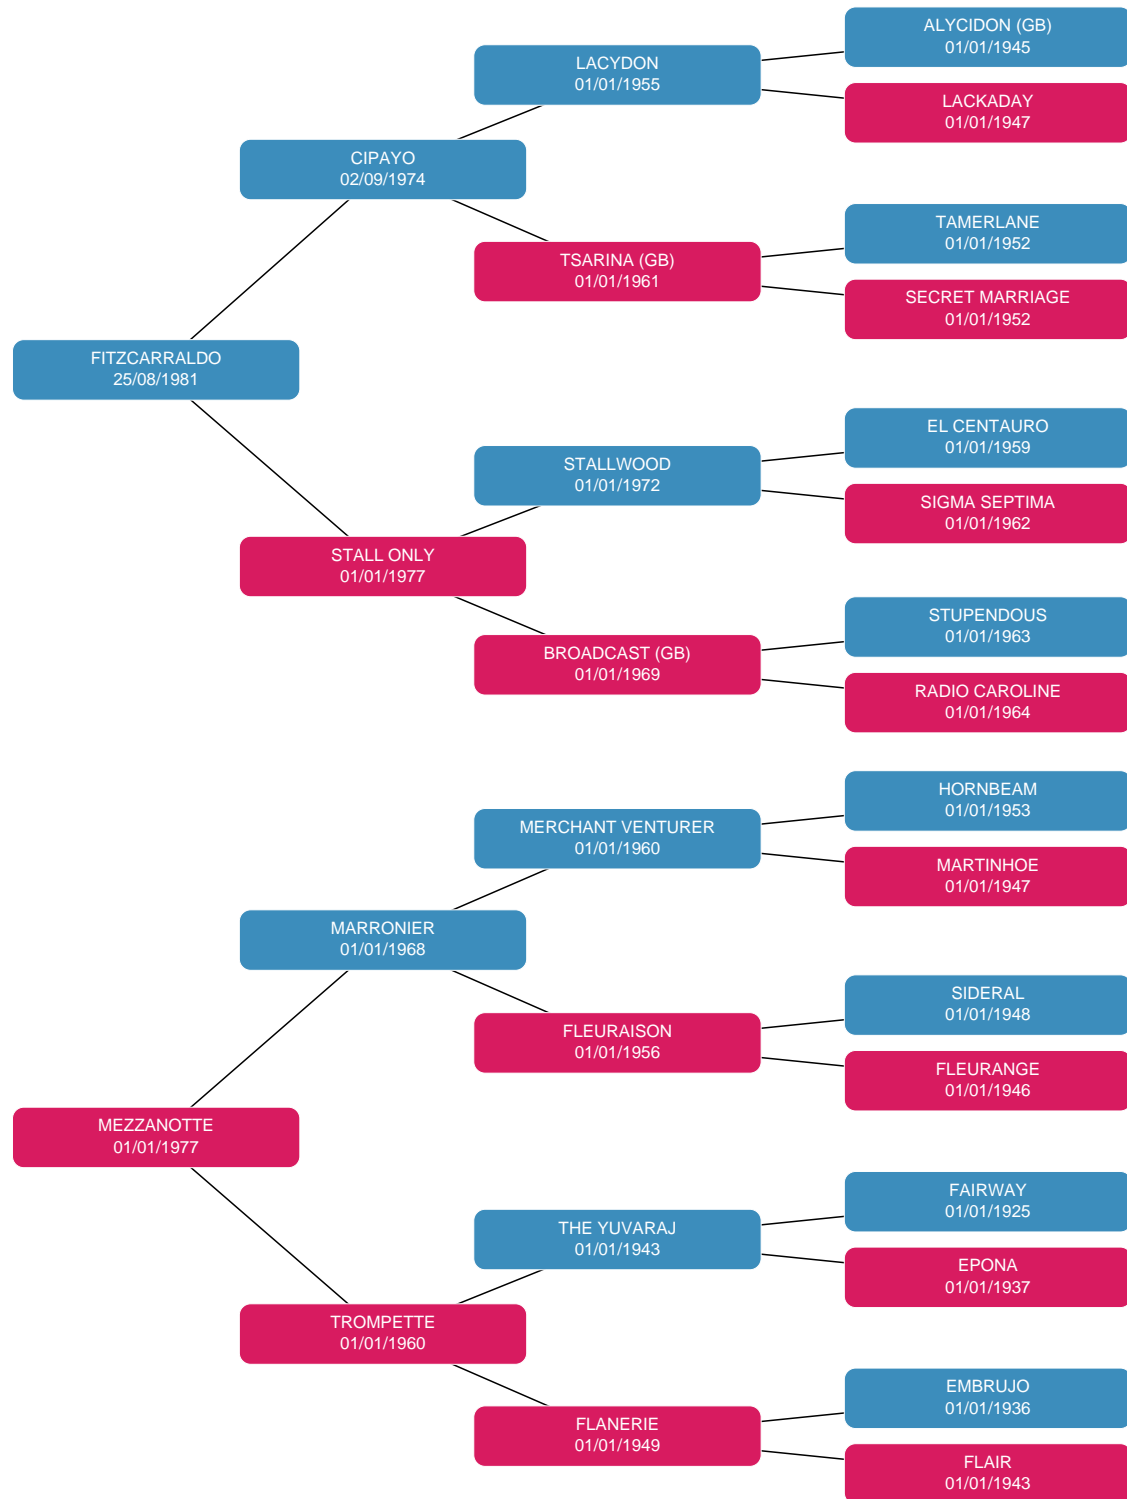 ALYCIDON (GB)
01/01/1945
LACYDON
01/01/1955
LACKADAY
01/01/1947
CIPAYO
02/09/1974
TAMERLANE
01/01/1952
TSARINA (GB)
01/01/1961
SECRET MARRIAGE
01/01/1952
FITZCARRALDO
25/08/1981
EL CENTAURO
01/01/1959
STALLWOOD
01/01/1972
SIGMA SEPTIMA
01/01/1962
STALL ONLY
01/01/1977
STUPENDOUS
01/01/1963
BROADCAST (GB)
01/01/1969
RADIO CAROLINE
01/01/1964
HORNBEAM
01/01/1953
MERCHANT VENTURER
01/01/1960
MARTINHOE
01/01/1947
MARRONIER
01/01/1968
SIDERAL
01/01/1948
FLEURAISON
01/01/1956
FLEURANGE
01/01/1946
MEZZANOTTE
01/01/1977
FAIRWAY
01/01/1925
THE YUVARAJ
01/01/1943
EPONA
01/01/1937
TROMPETTE
01/01/1960
EMBRUJO
01/01/1936
FLANERIE
01/01/1949
FLAIR
01/01/1943